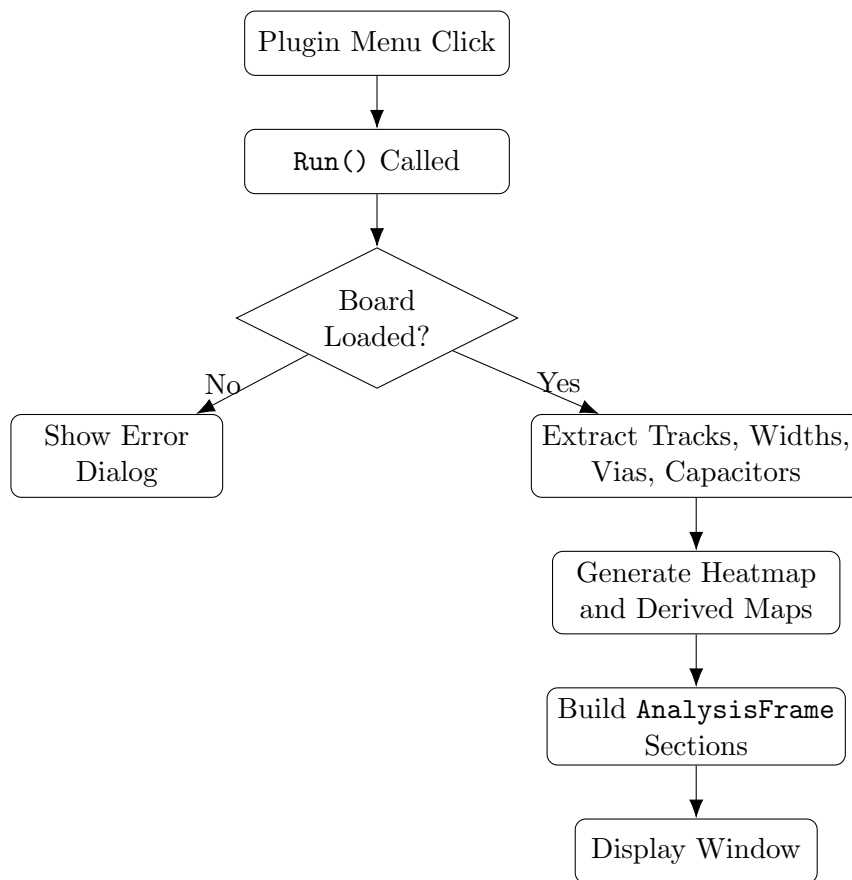 Plugin Menu Click
Run() Called
Board
Loaded?
No
Yes
Show Error
Dialog
Extract Tracks, Widths,
Vias, Capacitors
Generate Heatmap
and Derived Maps
Build AnalysisFrame
Sections
Display Window